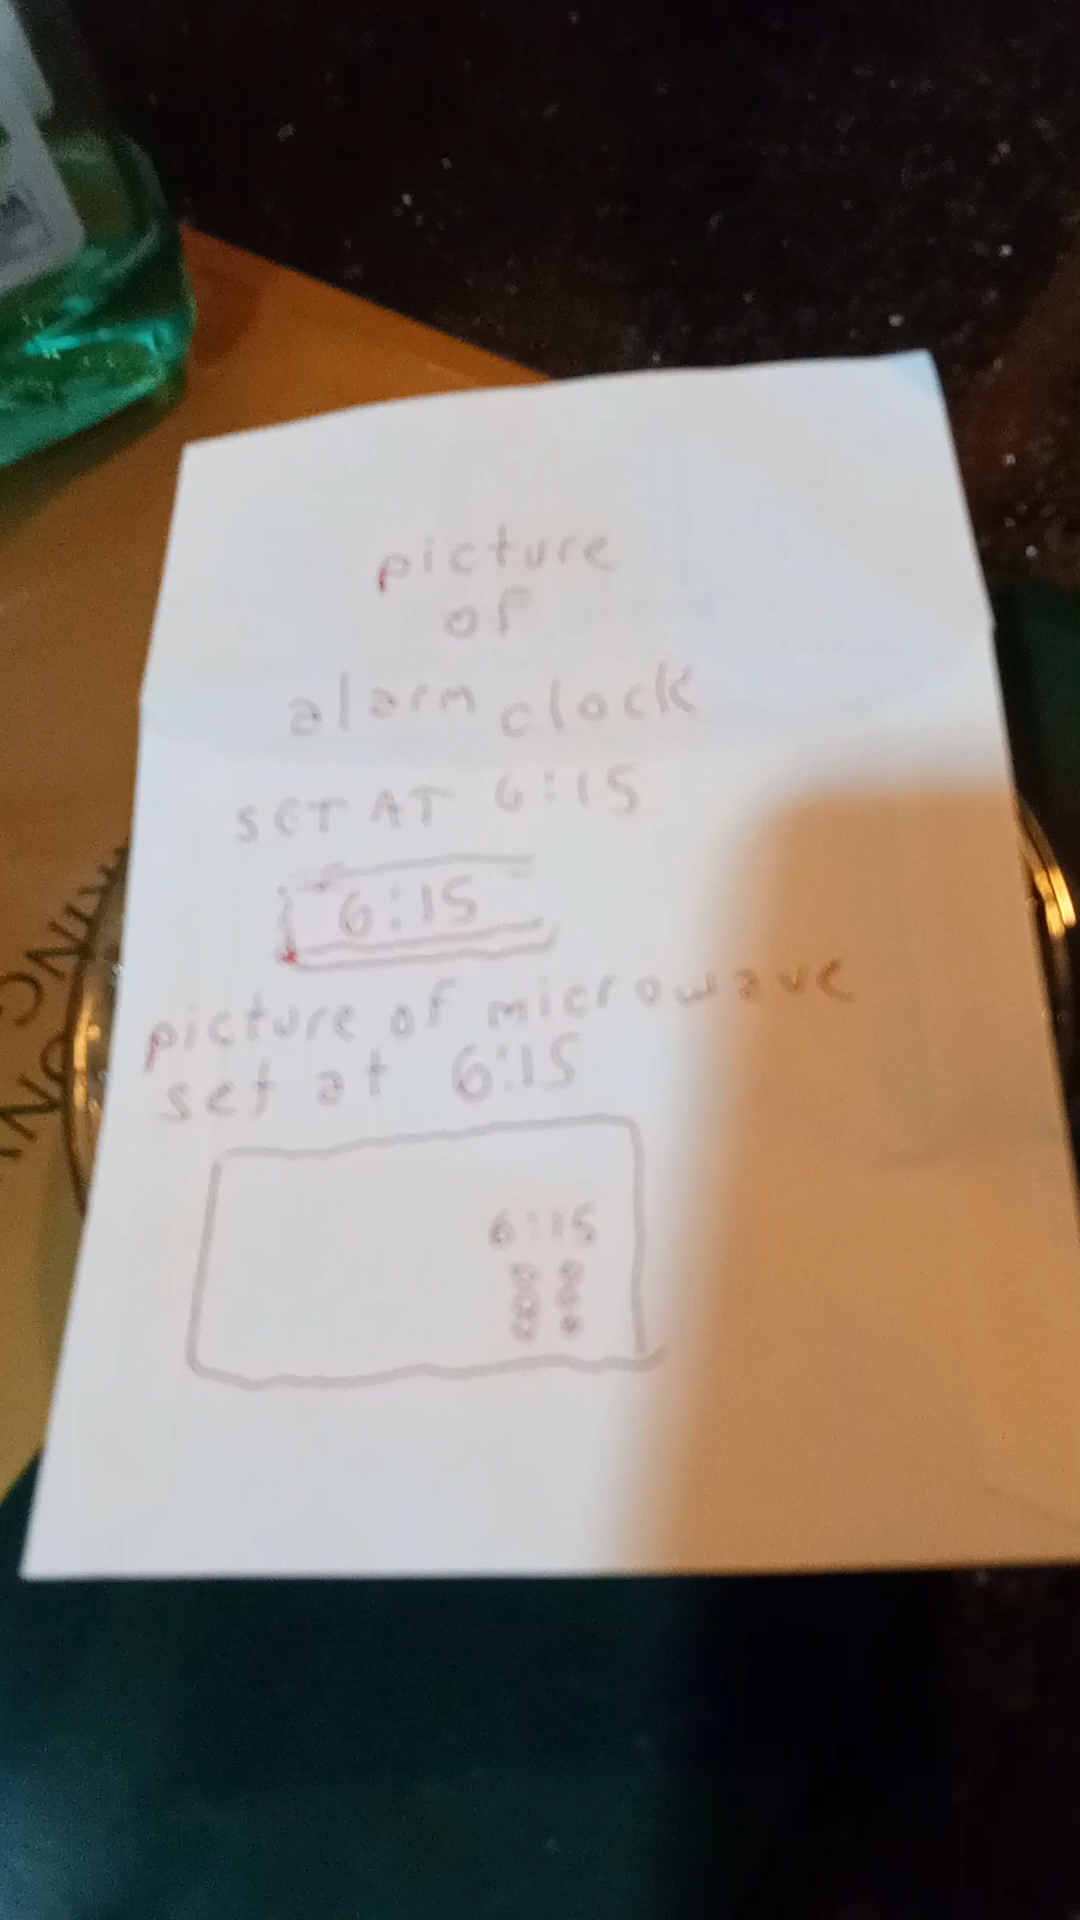 picture
of
alarm clock
SET AT 6:15
6:15
picture of microwave
set at 6:15
6:15